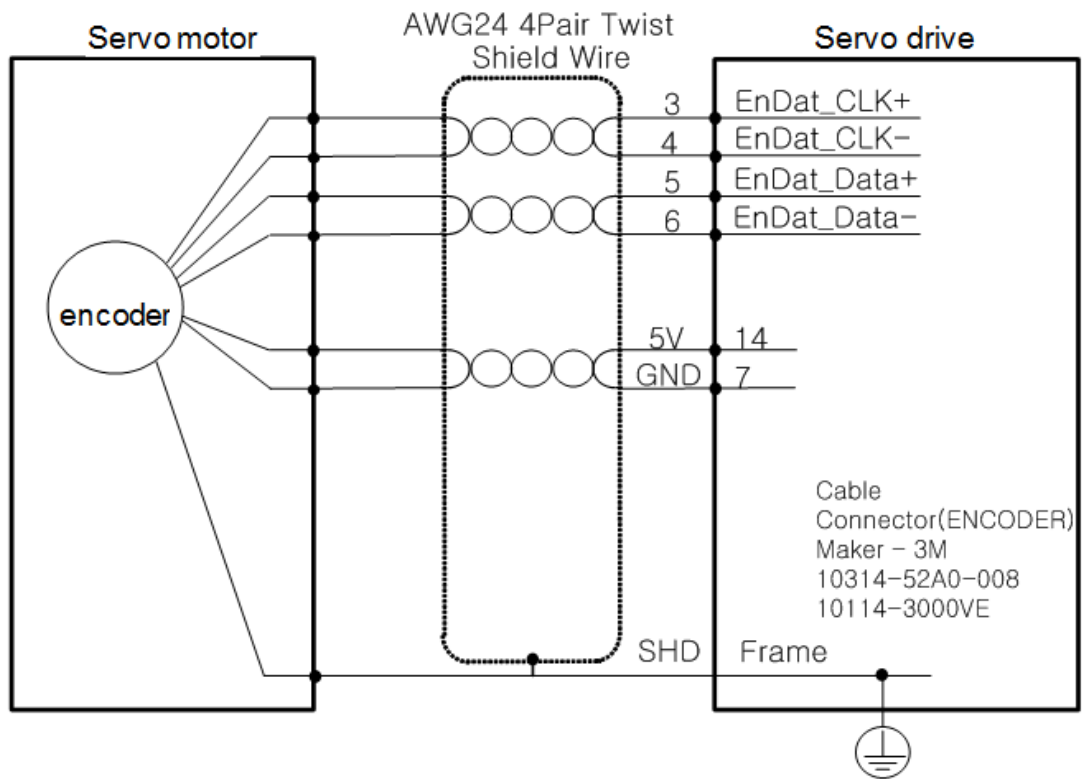 Servo motor
AWG24 4Pair Twist
Shield Wire
Servo drive
3
EnDat_CLK+
4
EnDat_CLK-
5
EnDat_Data+
6
EnDat_Data-
encoder
5V
14
GND
7
Cable
Connector(ENCODER)
Maker - 3M
10314-52A0-008
10114-3000VE
SHD
Frame